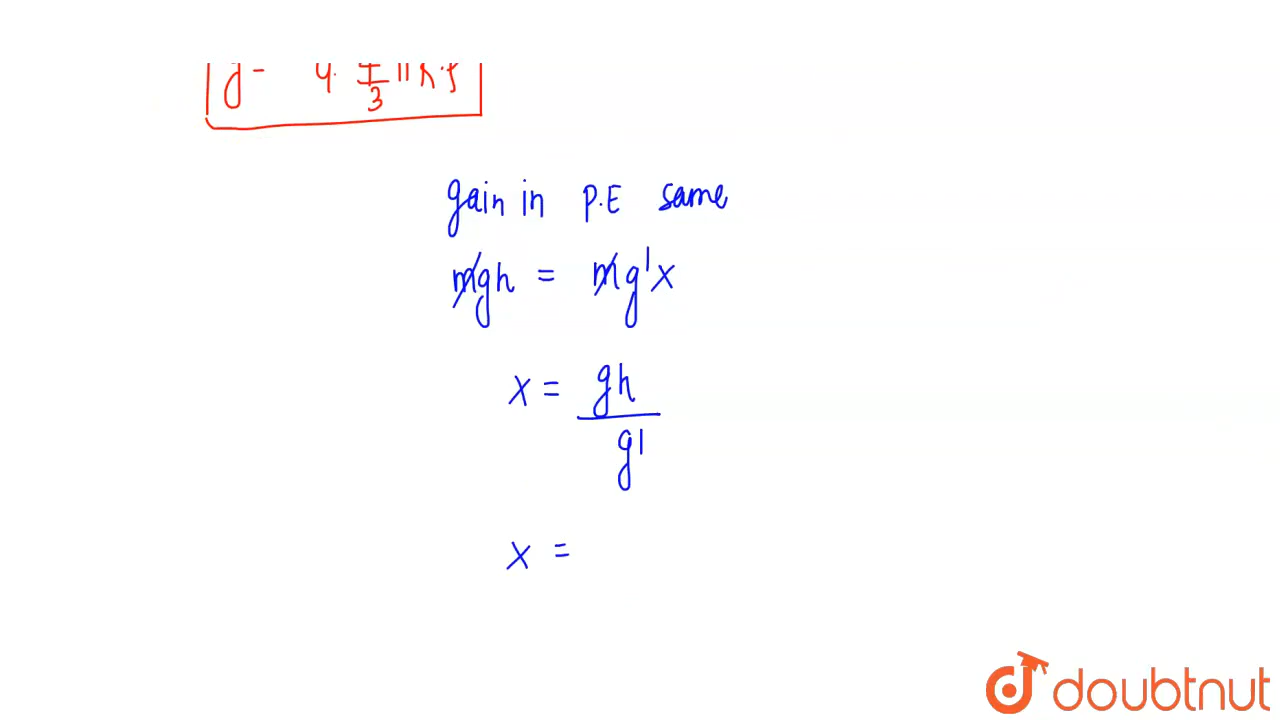 gain in P.E same
mgh = mg'x
x = gh
g'
x =
doubtnut